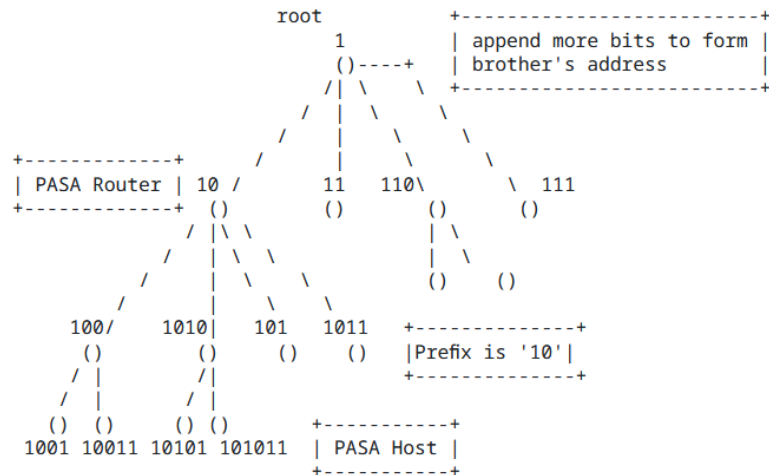 root
append more bits to form
1
brother's address
PASA Router
10
11
110
111
100
1010
101
1011
Prefix is '10'
1001 10011 10101 101011
PASA Host